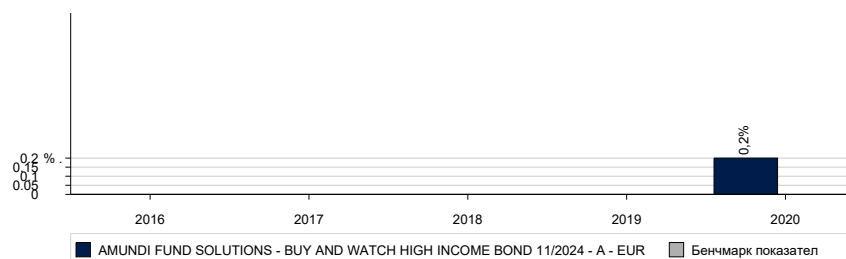 0,2%
0,2 % .
0,15
0,1
0,05
0
2016 2017 2018 2019 2020
AMUNDI FUND SOLUTIONS - BUY AND WATCH HIGH INCOME BOND 11/2024 - A - EUR Бенчмарк показател